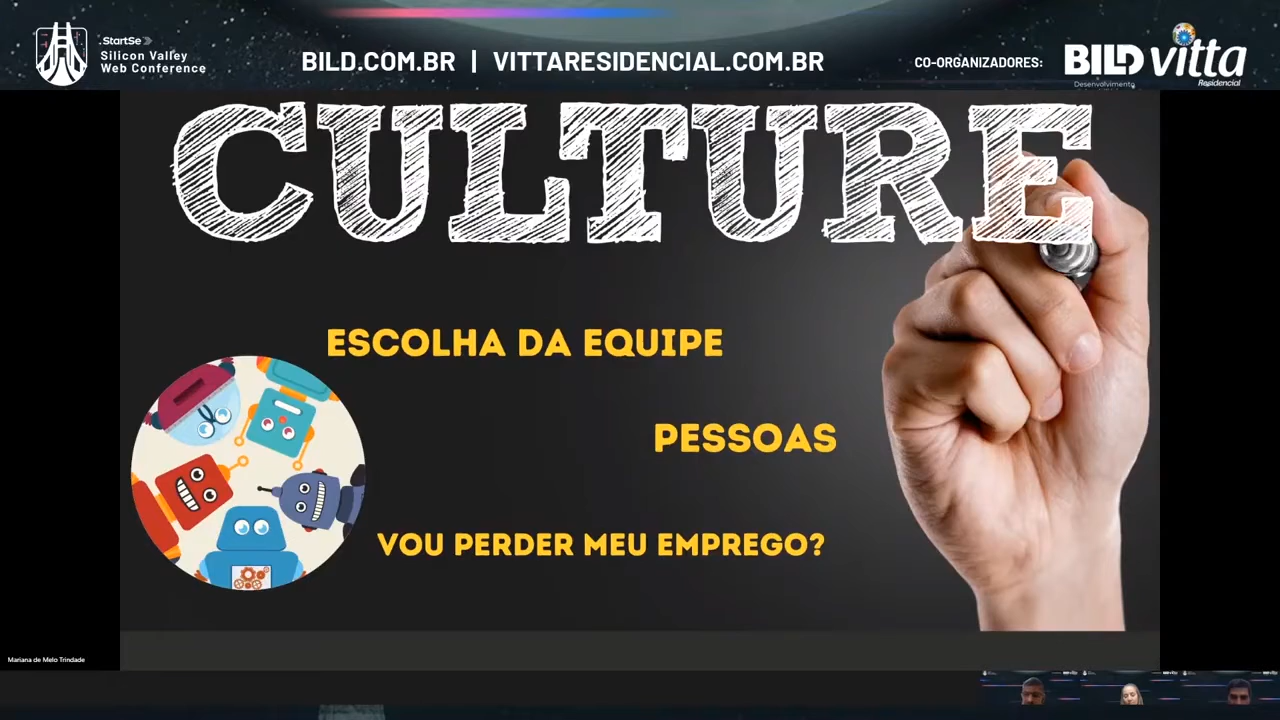 .StartSe
Silicon Valley
Web Conference
BILD.COM.BR | VITTARESIDENCIAL.COM.BR
CO-ORGANIZADORES:
BILD
Desenvolvimento
vitta
Residencial
CULTURE
ESCOLHA DA EQUIPE
PESSOAS
VOU PERDER MEU EMPREGO?
Mariana de Melo Trindade